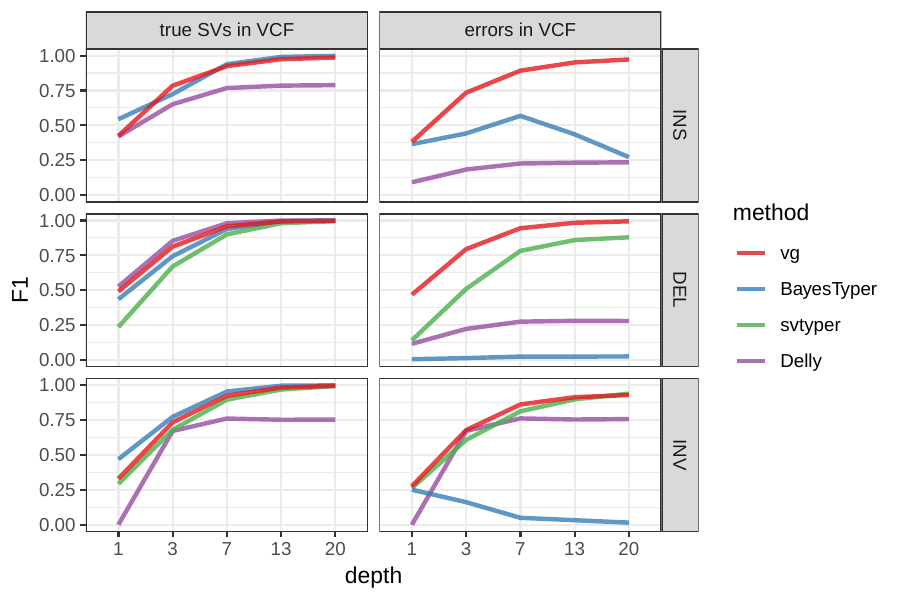 true SVs in VCF
errors in VCF
1.00
0.75
0.50
0.25
0.00
INS
1.00
0.75
0.50
0.25
0.00
DEL
1.00
0.75
0.50
0.25
0.00
INV
F1
1 3 7 13 20
1 3 7 13 20
depth
method
vg
BayesTyper
svtyper
Delly